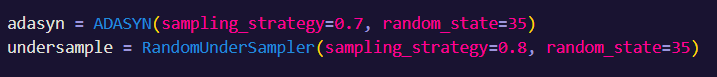 adasyn = ADASYN(sampling_strategy=0.7, random_state=35)
undersample = RandomUnderSampler(sampling_strategy=0.8, random_state=35)